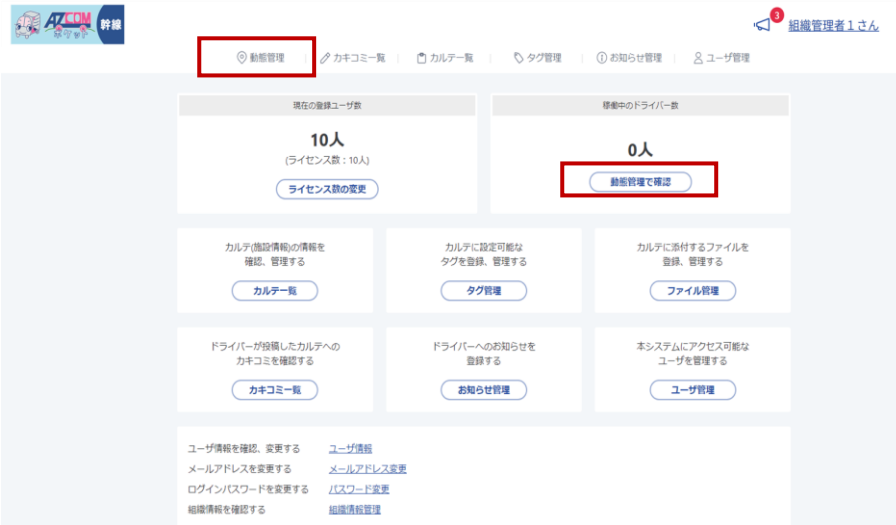 AZCOM
ポケット
幹線
3
組織管理者１さん
動態管理
カキコミ一覧
カルテ一覧
タグ管理
お知らせ管理
ユーザ管理
現在の登録ユーザ数
稼働中のドライバー数
10人
(ライセンス数：10人)
ライセンス数の変更
0人
動態管理で確認
カルテ(施設情報)の情報を
確認、管理する
カルテ一覧
カルテに設定可能な
タグを登録、管理する
タグ管理
カルテに添付するファイルを
登録、管理する
ファイル管理
ドライバーが投稿したカルテへの
カキコミを確認する
カキコミ一覧
ドライバーへのお知らせを
登録する
お知らせ管理
本システムにアクセス可能な
ユーザを管理する
ユーザ管理
ユーザ情報を確認、変更する ユーザ情報
メールアドレスを変更する メールアドレス変更
ログインパスワードを変更する パスワード変更
組織情報を確認する 組織情報管理